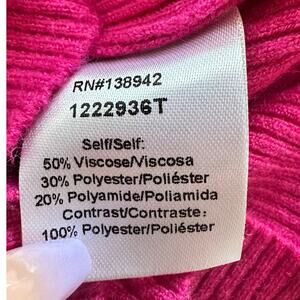 RN#138942
1222936T
Self/Self:
50% Viscose/Viscosa
30% Polyester/Poliéster
20% Polyamide/Poliamida
Contrast/Contraste:
100% Polyester/Poliéster